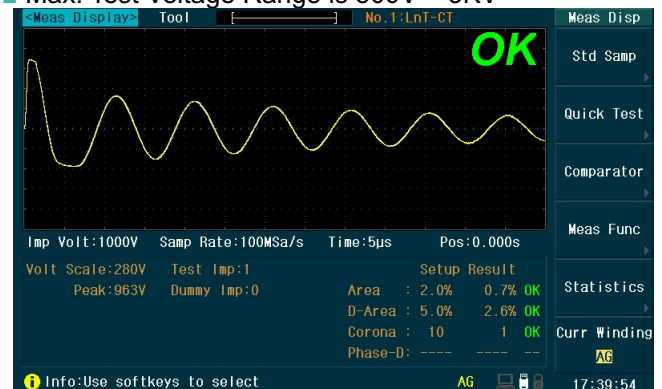 Max. Test Voltage Range is 300V - 5KV
<Meas Display> Tool No.1:LnT-CT Meas Disp
OK
Std Samp
Quick Test
Comparator
Meas Func
Imp Volt:1000V Samp Rate:100MSa/s Time:5µs Pos:0.000s
Volt Scale:280V Test Imp:1 Setup Result
Peak:963V Dummy Imp:0 Area : 2.0% 0.7% OK
Statistics
D-Area : 5.0% 2.6% OK
Corona : 10 1 OK
Curr Winding
Phase-D: ---- ---- --
AG
Info:Use softkeys to select AG 17:39:54